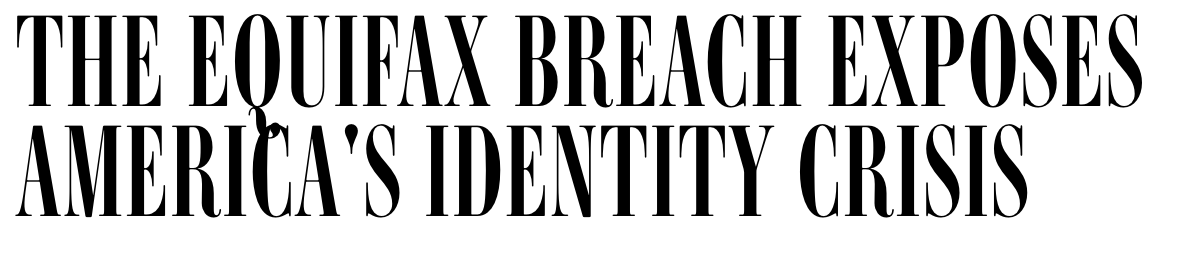 THE EQUIFAX BREACH EXPOSES
AMERICA'S IDENTITY CRISIS